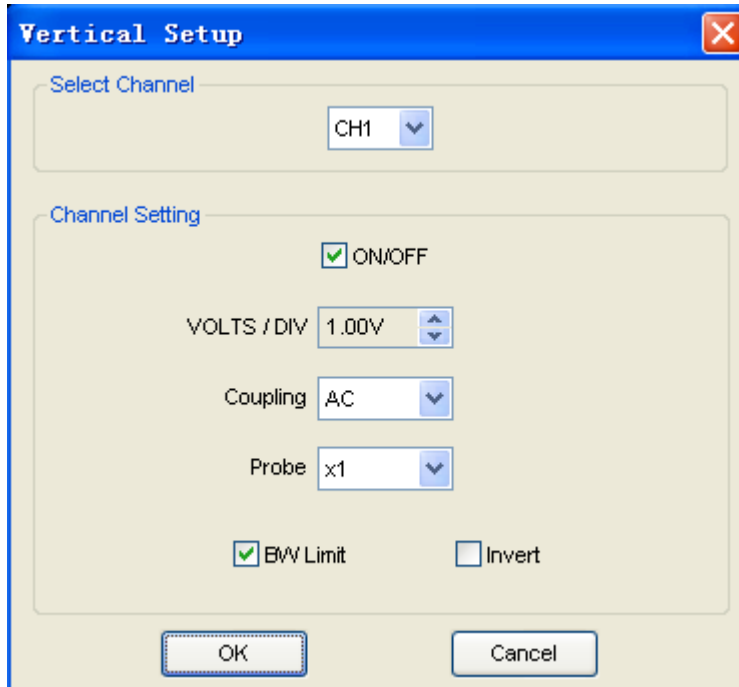 Vertical Setup
Select Channel
CH1
Channel Setting
ON/OFF
VOLTS / DIV 1.00V
Coupling AC
Probe x1
BW Limit Invert
OK Cancel